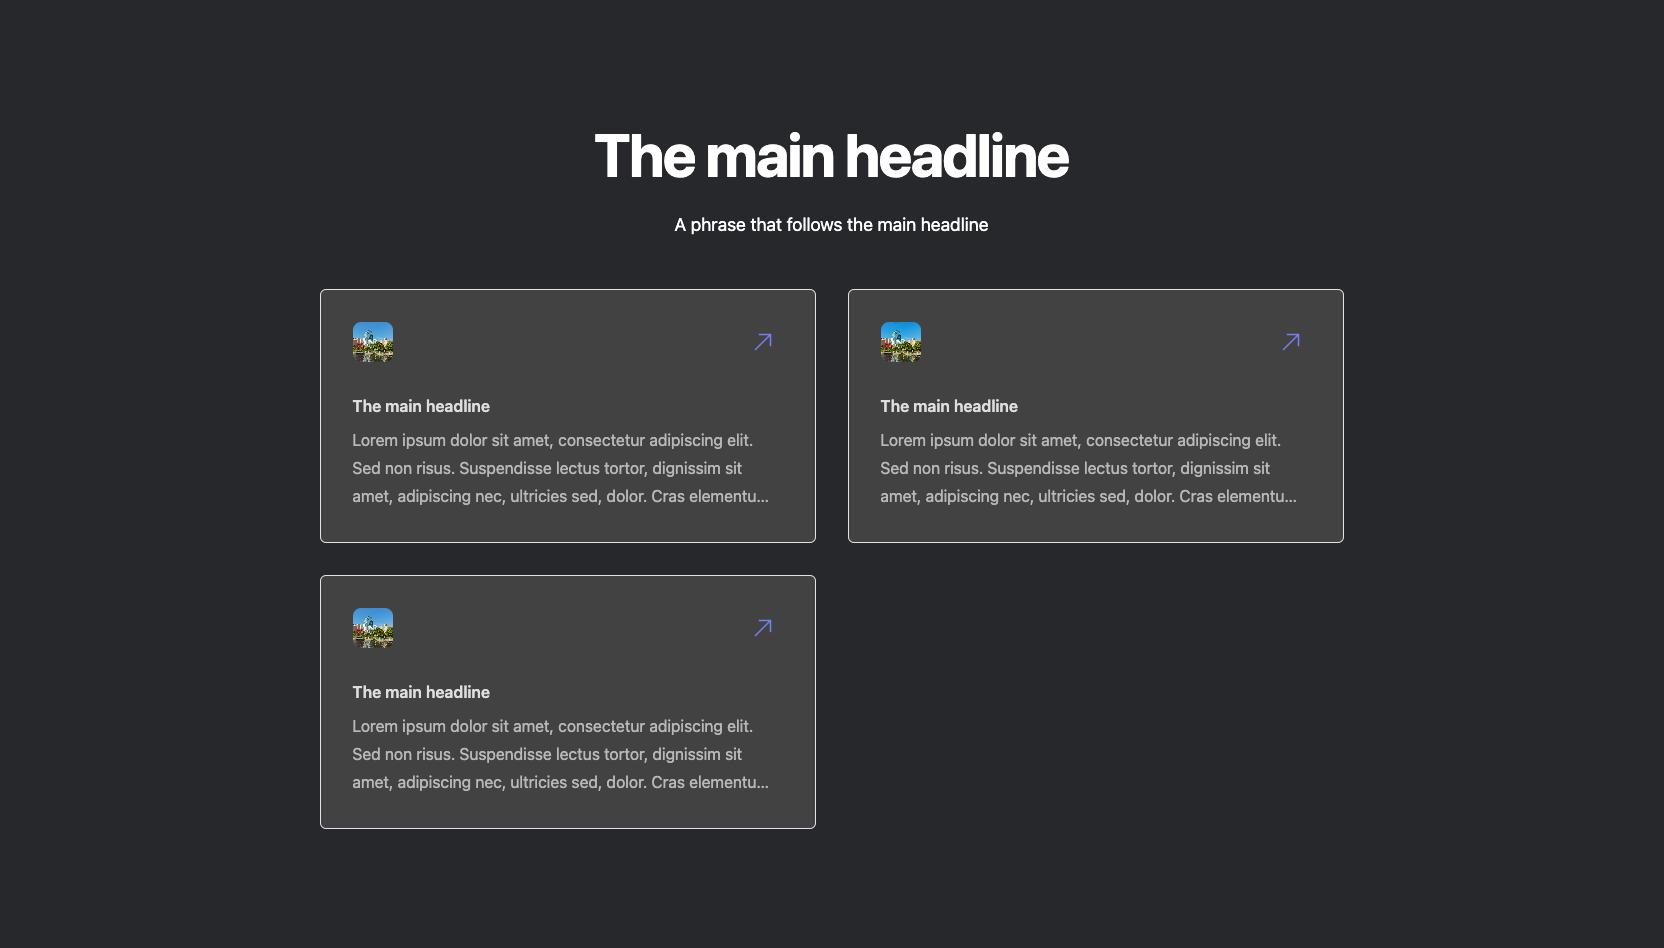 The main headline
A phrase that follows the main headline
The main headline
Lorem ipsum dolor sit amet, consectetur adipiscing elit.
Sed non risus. Suspendisse lectus tortor, dignissim sit
amet, adipiscing nec, ultricies sed, dolor. Cras elementu...
The main headline
Lorem ipsum dolor sit amet, consectetur adipiscing elit.
Sed non risus. Suspendisse lectus tortor, dignissim sit
amet, adipiscing nec, ultricies sed, dolor. Cras elementu...
The main headline
Lorem ipsum dolor sit amet, consectetur adipiscing elit.
Sed non risus. Suspendisse lectus tortor, dignissim sit
amet, adipiscing nec, ultricies sed, dolor. Cras elementu...